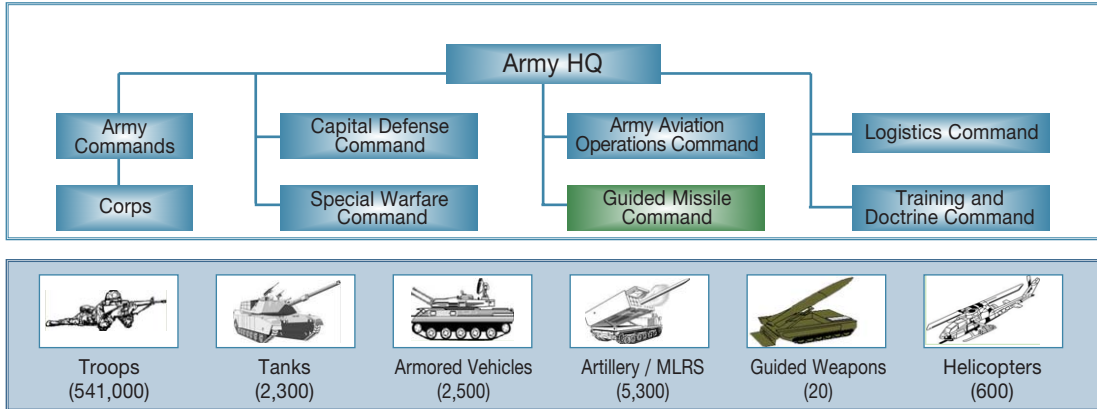 Army HQ
Army
Commands
Capital Defense
Command
Army Aviation
Operations Command
Logistics Command
Corps
Special Warfare
Command
Guided Missile
Command
Training and
Doctrine Command
Troops
(541,000)
Tanks
(2,300)
Armored Vehicles
(2,500)
Artillery / MLRS
(5,300)
Guided Weapons
(20)
Helicopters
(600)